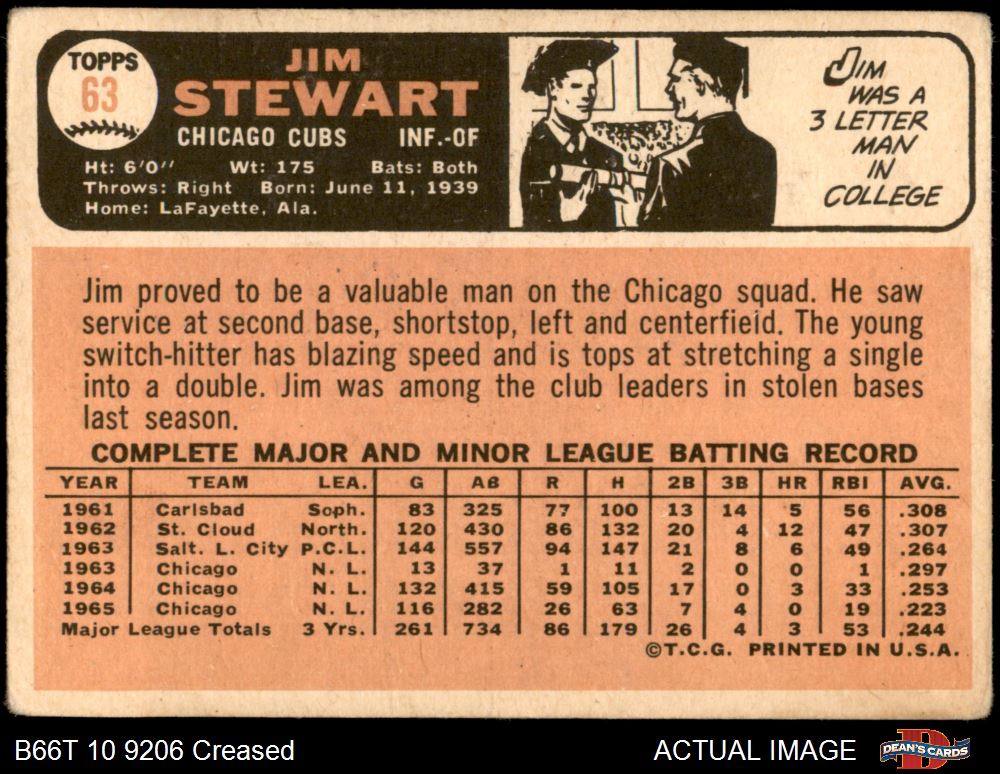 TOPPS
63
JIM
STEWART
CHICAGO CUBS INF.-OF
Ht: 6'0" Wt: 175 Bats: Both
Throws: Right Born: June 11, 1939
Home: LaFayette, Ala.
JIM
WAS A
3 LETTER
MAN
IN
COLLEGE
Jim proved to be a valuable man on the Chicago squad. He saw
service at second base, shortstop, left and centerfield. The young
switch-hitter has blazing speed and is tops at stretching a single
into a double. Jim was among the club leaders in stolen bases
last season.
COMPLETE MAJOR AND MINOR LEAGUE BATTING RECORD
YEAR TEAM LEA. G AB R H 2B 3B HR RBI AVG.
1961 Carlsbad Soph. 83 325 77 100 13 14 5 56 .308
1962 St. Cloud North. 120 430 86 132 20 4 12 47 .307
1963 Salt. L. City P.C.L. 144 557 94 147 21 8 6 49 .264
1963 Chicago N. L. 13 37 1 11 2 0 0 1 .297
1964 Chicago N. L. 132 415 59 105 17 0 3 33 .253
1965 Chicago N. L. 116 282 26 63 7 4 0 19 .223
Major League Totals 3 Yrs. 261 734 86 179 26 4 3 53 .244
©T.C.G. PRINTED IN U.S.A.
B66T 10 9206 Creased ACTUAL IMAGE DEAN'S CARDS